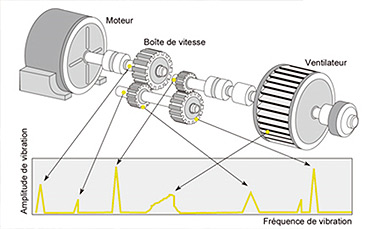 Moteur
Boîte de vitesse
Ventilateur
Amplitude de vibration
Fréquence de vibration